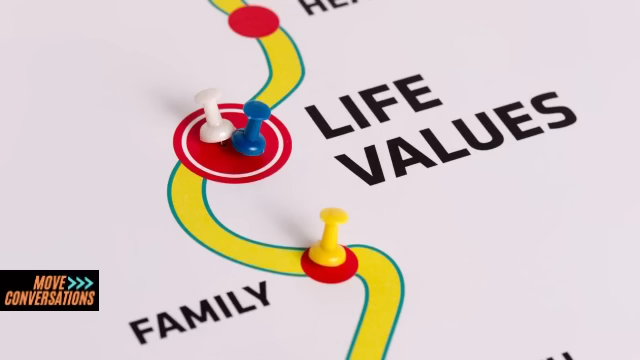 LIFE
VALUES
MOVE
CONVERSATIONS
FAMILY